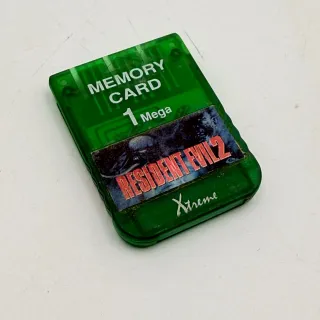 MEMORY
CARD
1 Mega
RESIDENT EVIL 2
Xtreme